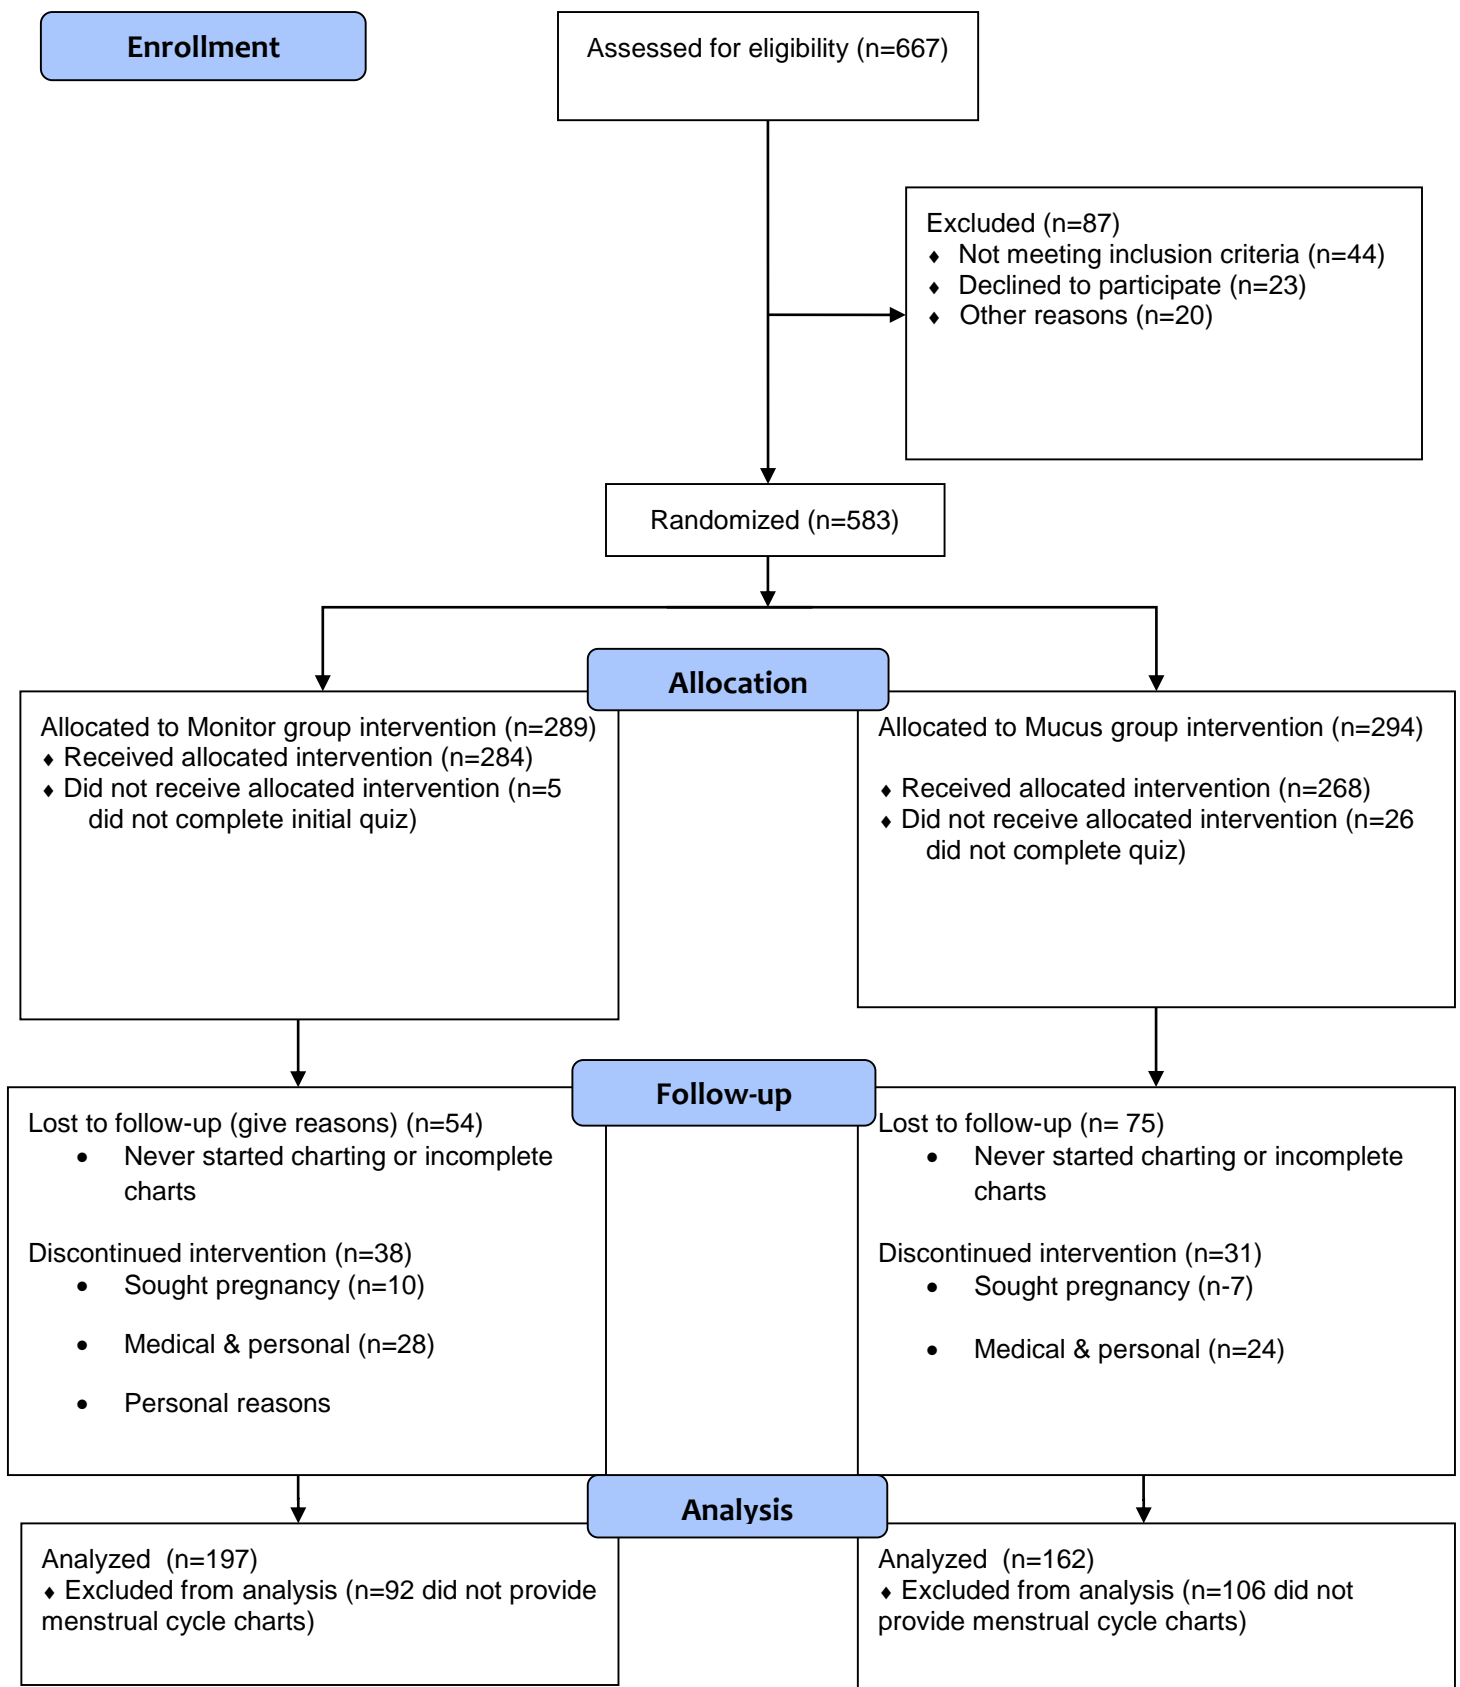 Enrollment
Assessed for eligibility (n=667)
Excluded (n=87)
♦ Not meeting inclusion criteria (n=44)
♦ Declined to participate (n=23)
♦ Other reasons (n=20)
Randomized (n=583)
Allocation
Allocated to Monitor group intervention (n=289)
♦ Received allocated intervention (n=284)
♦ Did not receive allocated intervention (n=5
did not complete initial quiz)
Allocated to Mucus group intervention (n=294)
♦ Received allocated intervention (n=268)
♦ Did not receive allocated intervention (n=26
did not complete quiz)
Follow-up
Lost to follow-up (give reasons) (n=54)
• Never started charting or incomplete
charts
Discontinued intervention (n=38)
• Sought pregnancy (n=10)
• Medical & personal (n=28)
• Personal reasons
Lost to follow-up (n= 75)
• Never started charting or incomplete
charts
Discontinued intervention (n=31)
• Sought pregnancy (n-7)
• Medical & personal (n=24)
Analysis
Analyzed (n=197)
♦ Excluded from analysis (n=92 did not provide
menstrual cycle charts)
Analyzed (n=162)
♦ Excluded from analysis (n=106 did not
provide menstrual cycle charts)